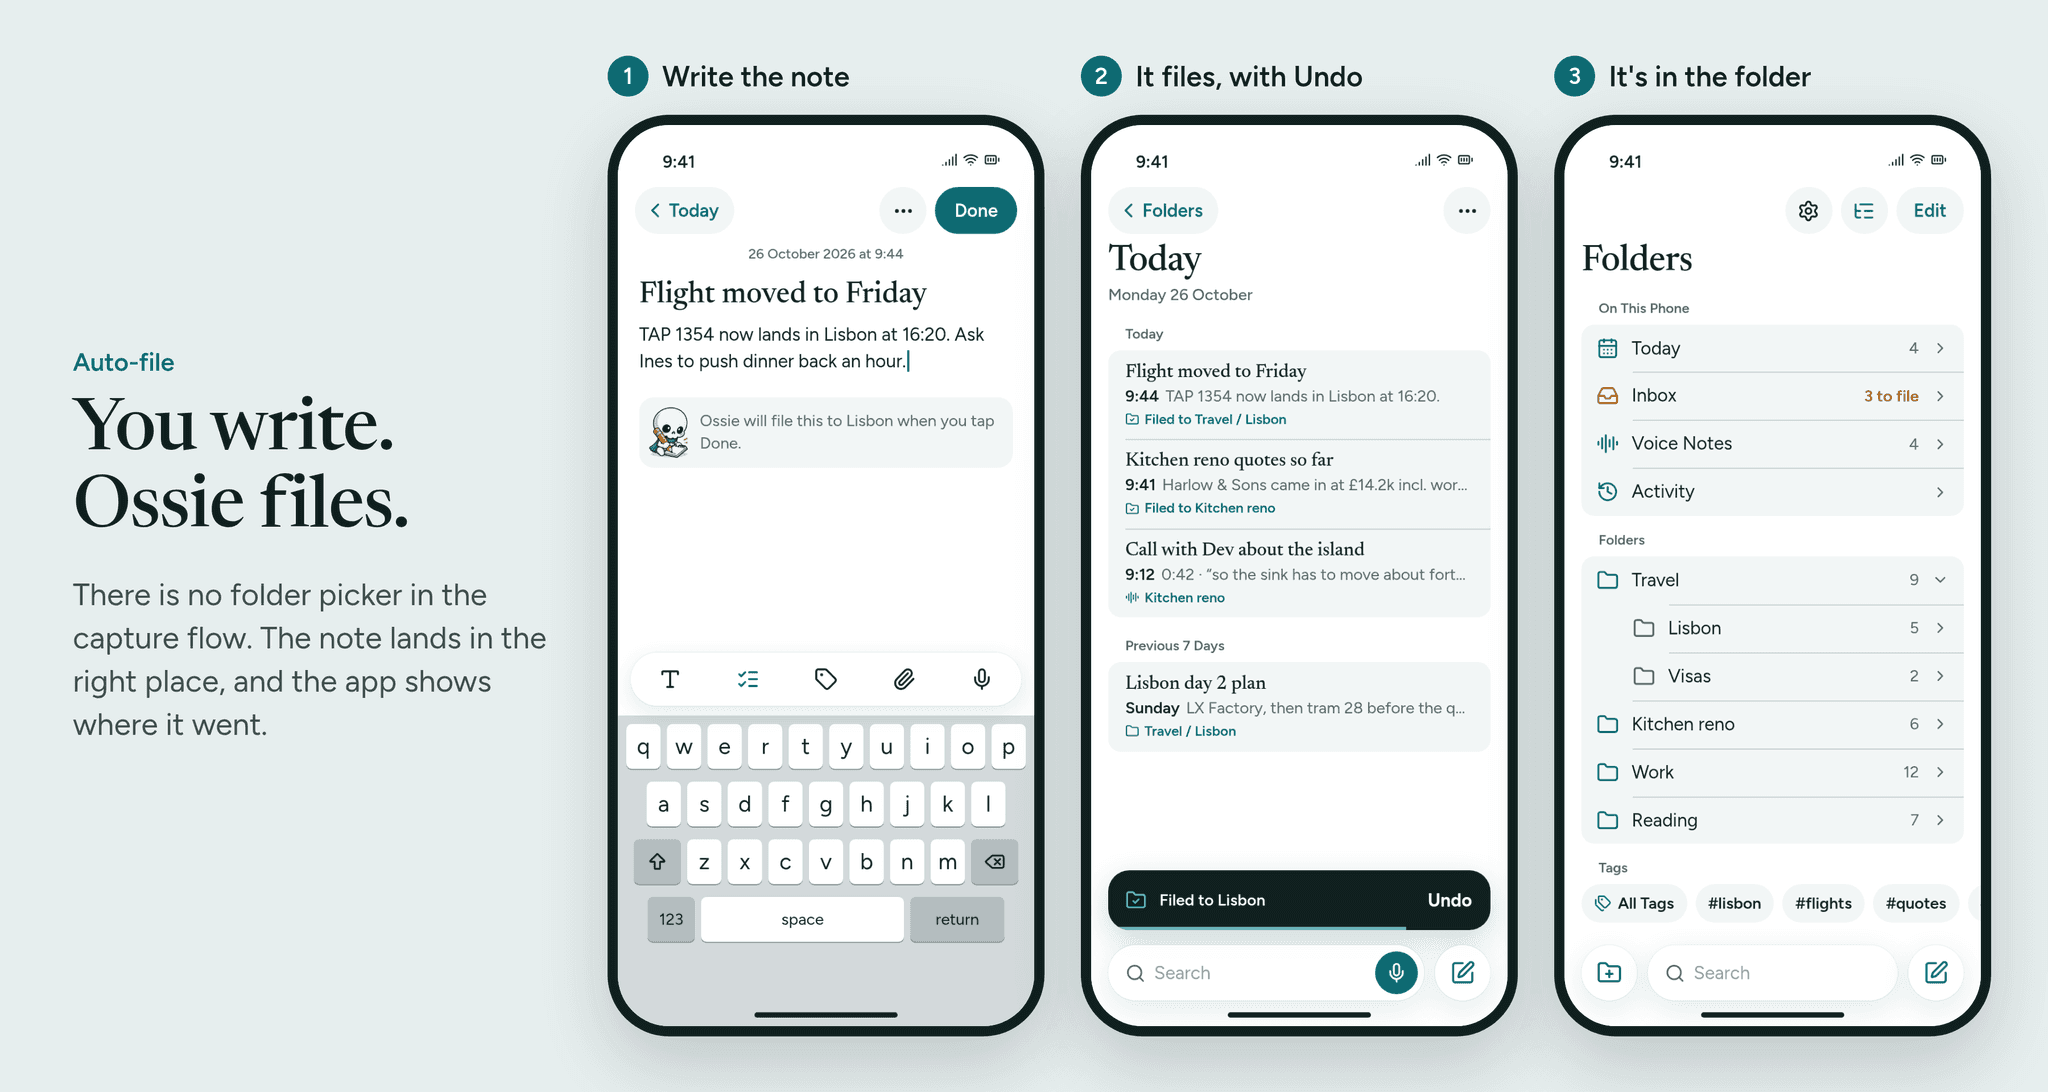 Auto-file
You write.
Ossie files.
There is no folder picker in the
capture flow. The note lands in the
right place, and the app shows
where it went.
1 Write the note
9:41
Today
Done
26 October 2026 at 9:44
Flight moved to Friday
TAP 1354 now lands in Lisbon at 16:20. Ask
Ines to push dinner back an hour.
Ossie will file this to Lisbon when you tap
Done.
q w e r t y u i o p
a s d f g h j k l
z x c v b n m
123 space return
2 It files, with Undo
9:41
Folders
Today
Monday 26 October
Today
Flight moved to Friday
9:44 TAP 1354 now lands in Lisbon at 16:20.
Filed to Travel / Lisbon
Kitchen reno quotes so far
9:41 Harlow & Sons came in at £14.2k incl. wor...
Filed to Kitchen reno
Call with Dev about the island
9:12 0:42 · “so the sink has to move about fort...
Kitchen reno
Previous 7 Days
Lisbon day 2 plan
Sunday LX Factory, then tram 28 before the q...
Travel / Lisbon
Filed to Lisbon Undo
Search
3 It's in the folder
9:41
Edit
Folders
On This Phone
Today 4
Inbox 3 to file
Voice Notes 4
Activity
Folders
Travel 9
Lisbon 5
Visas 2
Kitchen reno 6
Work 12
Reading 7
Tags
All Tags #lisbon #flights #quotes
Search